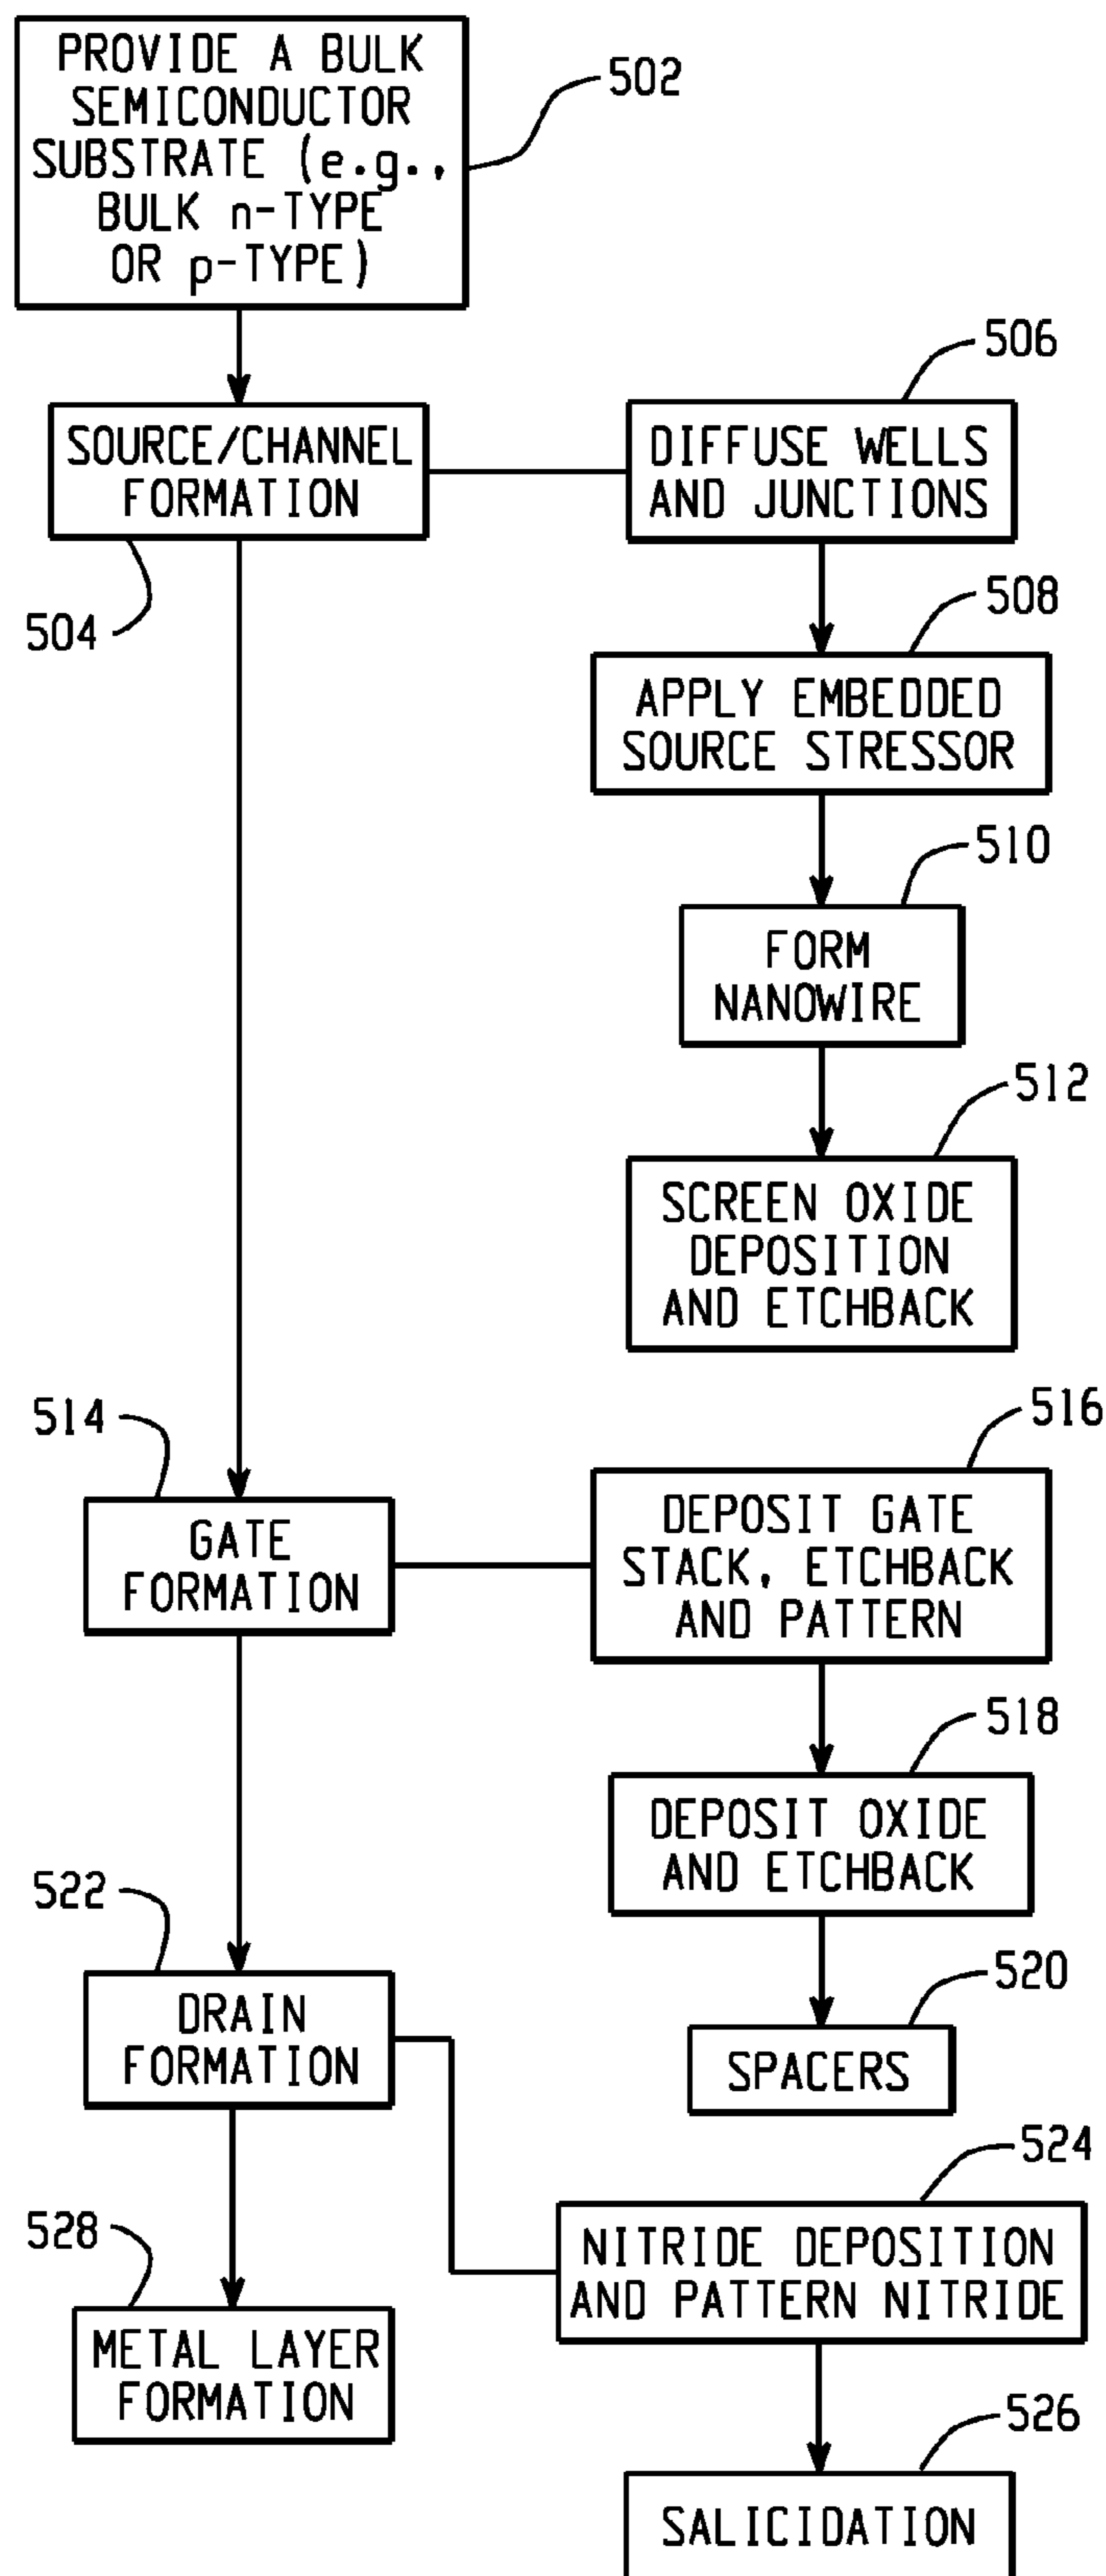 PROVIDE A BULK
SEMICONDUCTOR
SUBSTRATE (e.g.,
BULK n-TYPE
OR p-TYPE)
502
SOURCE/CHANNEL
FORMATION
504
506
DIFFUSE WELLS
AND JUNCTIONS
508
APPLY EMBEDDED
SOURCE STRESSOR
510
FORM
NANOWIRE
512
SCREEN OXIDE
DEPOSITION
AND ETCHBACK
514
GATE
FORMATION
516
DEPOSIT GATE
STACK, ETCHBACK
AND PATTERN
518
DEPOSIT OXIDE
AND ETCHBACK
520
SPACERS
522
DRAIN
FORMATION
524
NITRIDE DEPOSITION
AND PATTERN NITRIDE
526
SALICIDATION
528
METAL LAYER
FORMATION